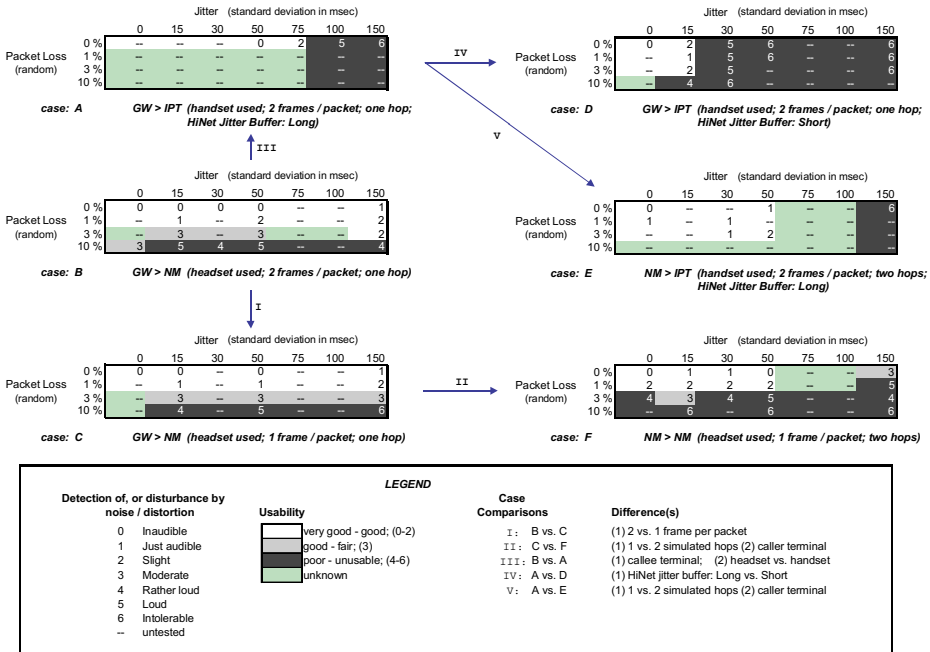 Jitter (standard deviation in msec)
0 15 30 50 75 100 150
Packet Loss (random)
0 % -- -- -- 0 2 5 6
1 % -- -- -- -- -- -- --
3 % -- -- -- -- -- -- --
10 % -- -- -- -- -- -- --
case: A GW > IPT (handset used; 2 frames / packet; one hop;
HiNet Jitter Buffer: Long)
IV
V
Jitter (standard deviation in msec)
0 15 30 50 75 100 150
Packet Loss (random)
0 % 0 2 5 6 -- -- 6
1 % -- 1 5 6 -- -- 6
3 % -- 2 5 -- -- -- 6
10 % -- 4 6 -- -- -- --
case: D GW > IPT (handset used; 2 frames / packet; one hop;
HiNet Jitter Buffer: Short)
III
Jitter (standard deviation in msec)
0 15 30 50 75 100 150
Packet Loss (random)
0 % 0 0 0 0 -- -- 1
1 % -- 1 -- 2 -- -- 2
3 % -- 3 -- 3 -- -- 2
10 % 3 5 4 5 -- -- 4
case: B GW > NM (headset used; 2 frames / packet; one hop)
Jitter (standard deviation in msec)
0 15 30 50 75 100 150
Packet Loss (random)
0 % 0 -- -- 1 -- -- 6
1 % 1 -- 1 -- -- -- --
3 % -- -- 1 2 -- -- --
10 % -- -- -- -- -- -- --
case: E NM > IPT (handset used; 2 frames / packet; two hops;
HiNet Jitter Buffer: Long)
I
Jitter (standard deviation in msec)
0 15 30 50 75 100 150
Packet Loss (random)
0 % 0 0 -- 0 -- -- 1
1 % -- 1 -- 1 -- -- 2
3 % -- 3 -- 3 -- -- 3
10 % -- 4 -- 5 -- -- 6
case: C GW > NM (headset used; 1 frame / packet; one hop)
II
Jitter (standard deviation in msec)
0 15 30 50 75 100 150
Packet Loss (random)
0 % 0 1 1 0 -- -- 3
1 % 2 2 2 2 -- -- 5
3 % 4 3 4 5 -- -- 4
10 % -- 6 -- 6 -- -- 6
case: F NM > NM (headset used; 1 frame / packet; two hops)
LEGEND
Detection of, or disturbance by
noise / distortion
0 Inaudible
1 Just audible
2 Slight
3 Moderate
4 Rather loud
5 Loud
6 Intolerable
-- untested
Usability
very good - good; (0-2)
good - fair; (3)
poor - unusable; (4-6)
unknown
Case
Comparisons Difference(s)
I: B vs. C (1) 2 vs. 1 frame per packet
II: C vs. F (1) 1 vs. 2 simulated hops (2) caller terminal
III: B vs. A (1) callee terminal; (2) headset vs. handset
IV: A vs. D (1) HiNet jitter buffer: Long vs. Short
V: A vs. E (1) 1 vs. 2 simulated hops (2) caller terminal